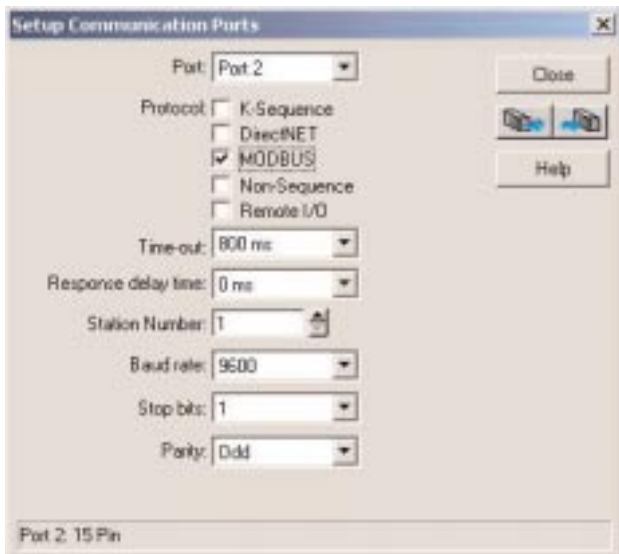 Setup Communication Ports
Port: Port 2
Close
Protocol: K-Sequence
DirectNET
MODBUS
Help
Non-Sequence
Remote I/O
Time-out: 800 ms
Response delay time: 0 ms
Station Number: 1
Baud rate: 9600
Stop bits: 1
Parity: Odd
Port 2: 15 Pin